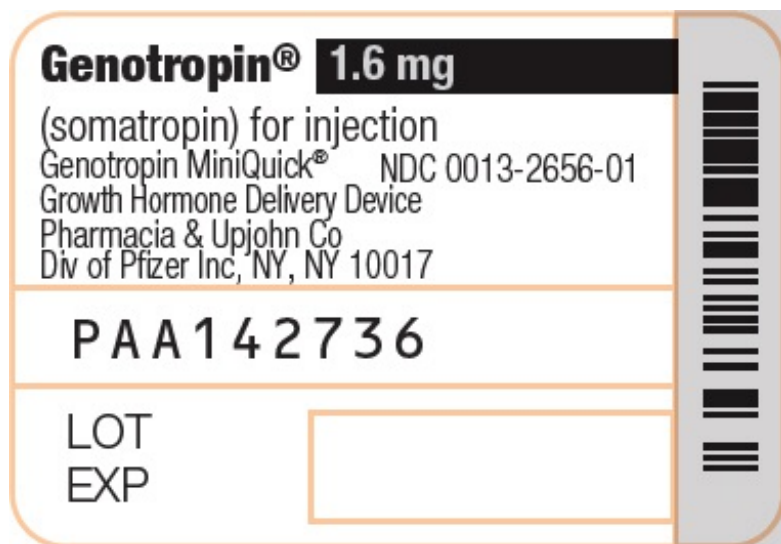 Genotropin® 1.6 mg
(somatropin) for injection
Genotropin MiniQuick® NDC 0013-2656-01
Growth Hormone Delivery Device
Pharmacia & Upjohn Co
Div of Pfizer Inc, NY, NY 10017
PAA142736
LOT
EXP